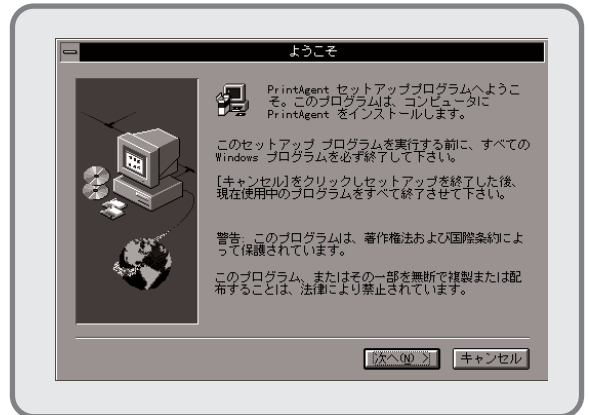 ようこそ
PrintAgent セットアッププログラムへようこ
そ。このプログラムは、コンピュータに
PrintAgent をインストールします。
このセットアップ プログラムを実行する前に、すべての
Windows プログラムを必ず終了して下さい。
[キャンセル]をクリックしセットアップを終了した後、
現在使用中のプログラムをすべて終了させて下さい。
警告: このプログラムは、著作権法および国際条約によ
って保護されています。
このプログラム、またはその一部を無断で複製または配
布することは、法律により禁止されています。
次へ(N) >
キャンセル